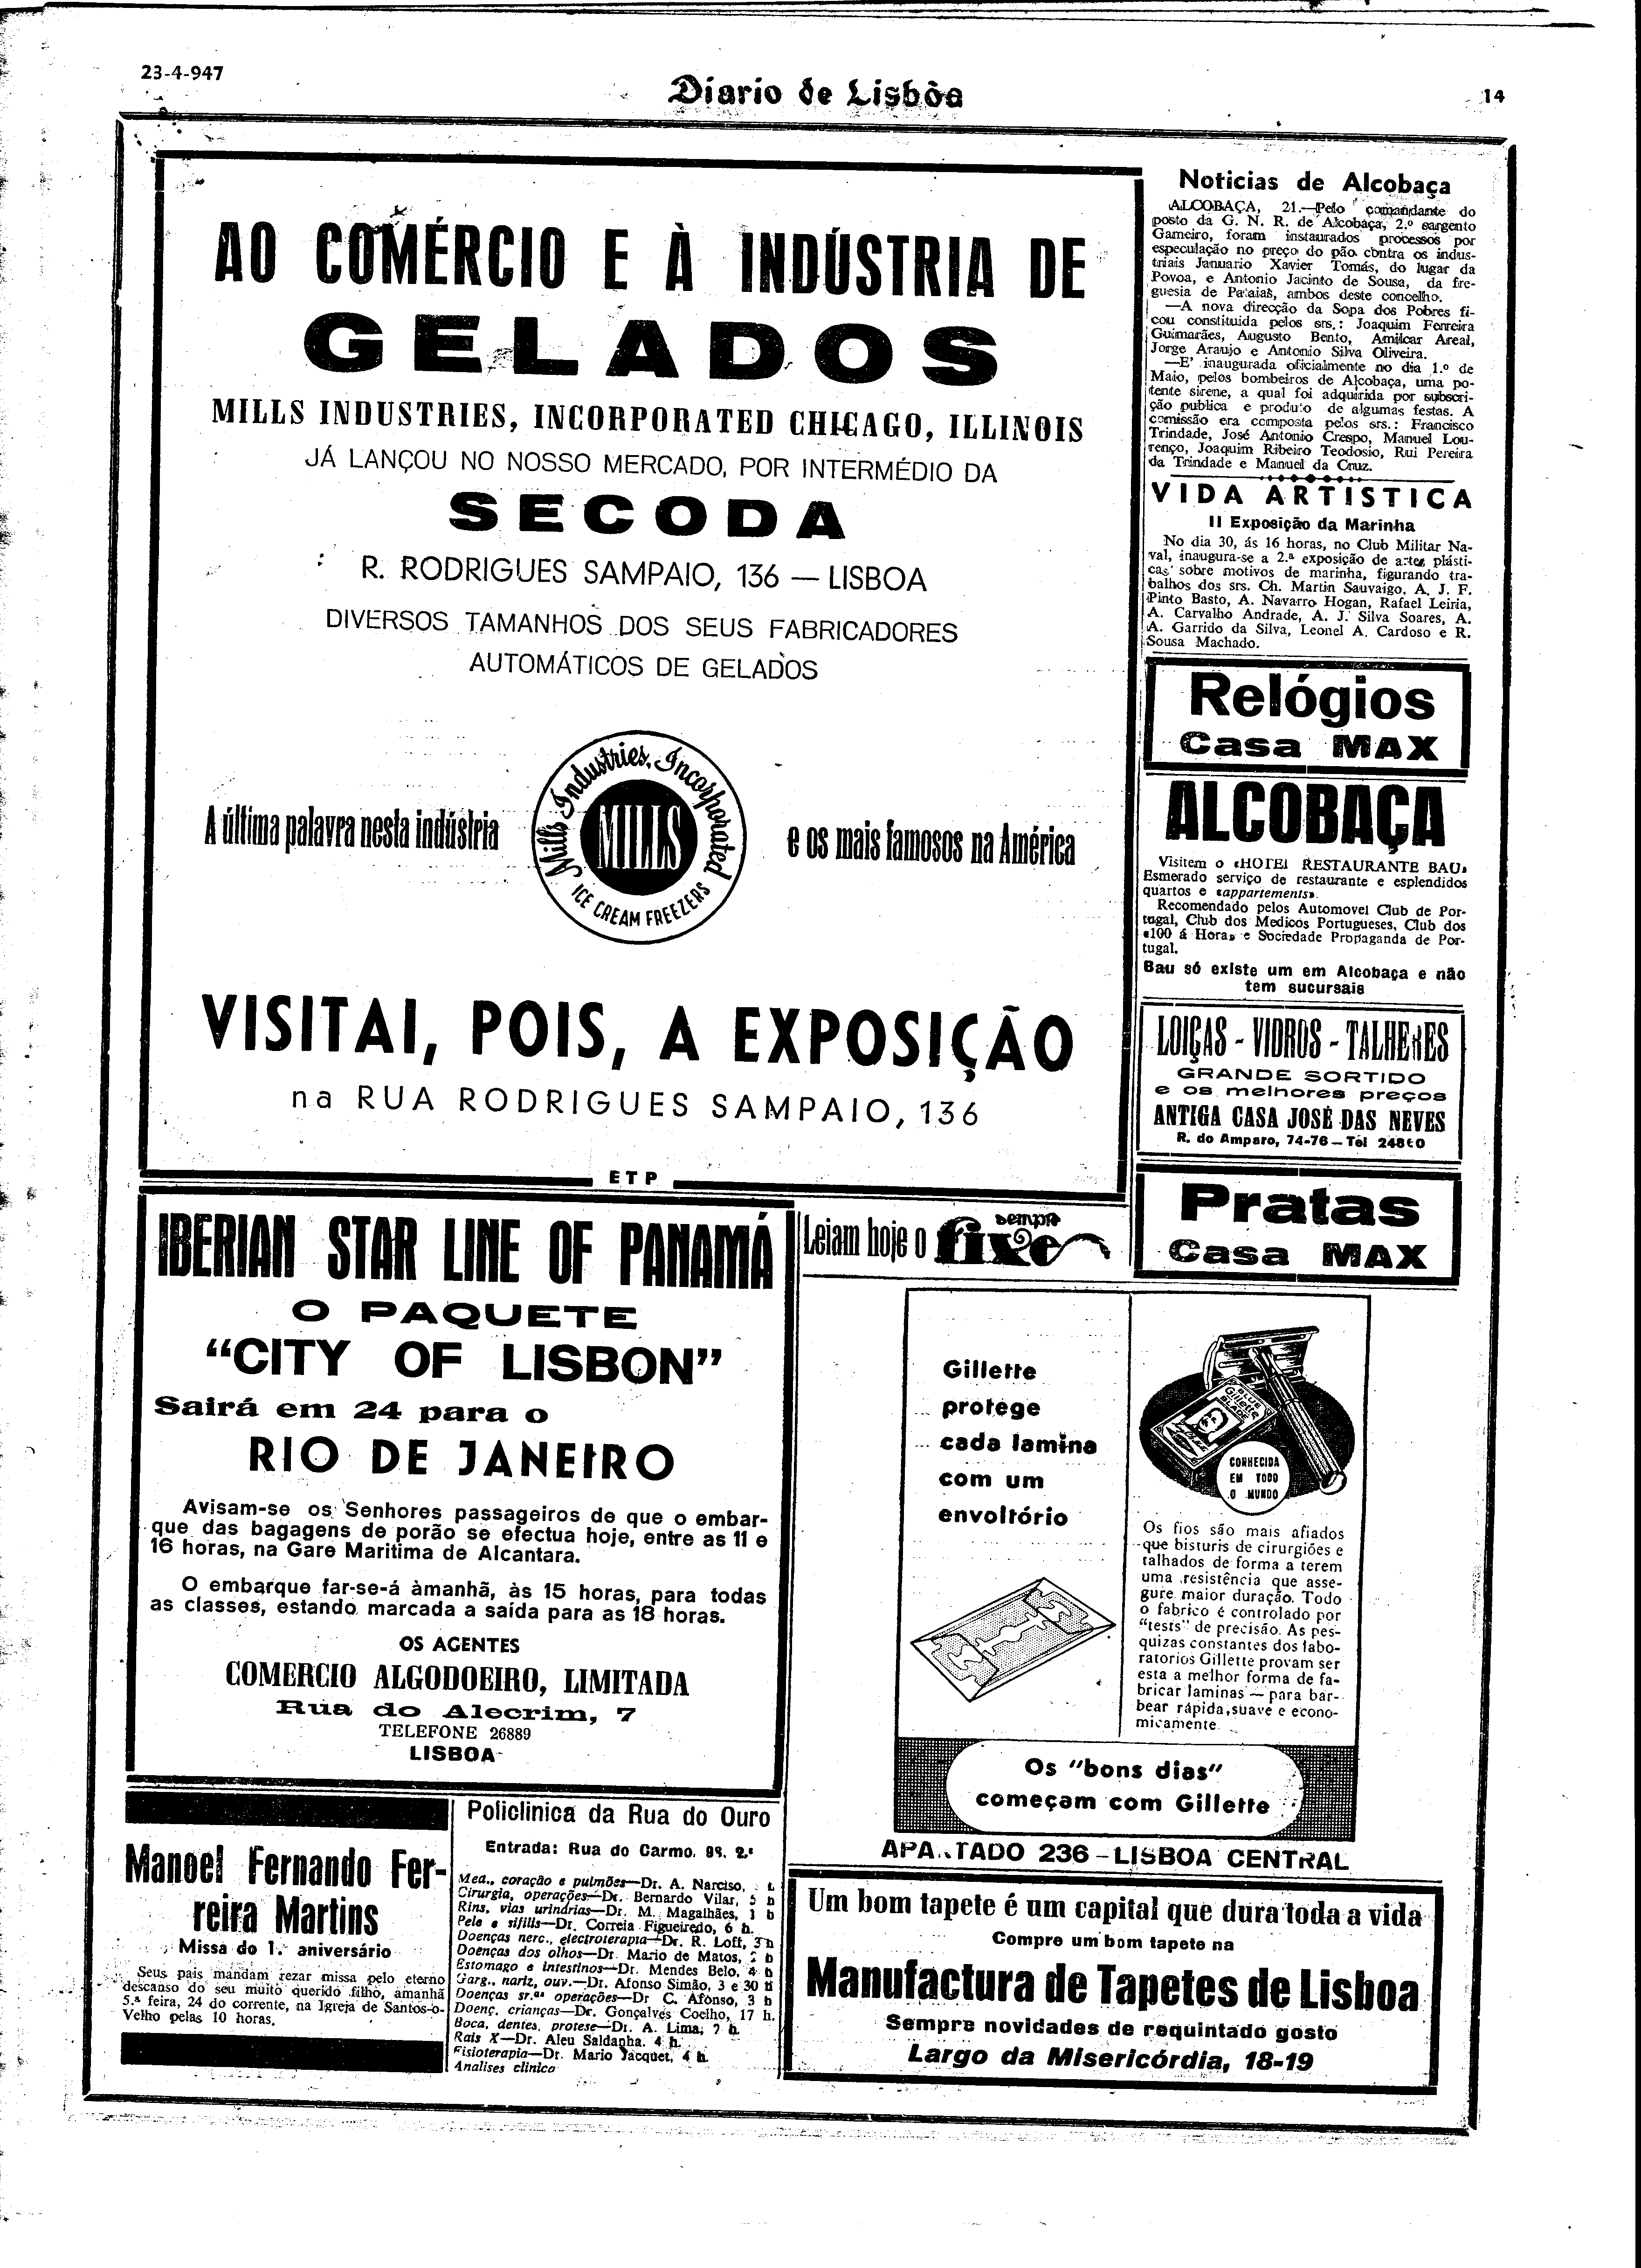 23-4-947
Diario de Lisbôa
14
AO COMÉRCIO E À INDÚSTRIA DE
GELADOS
MILLS INDUSTRIES, INCORPORATED CHICAGO, ILLINOIS
JÁ LANÇOU NO NOSSO MERCADO, POR INTERMÉDIO DA
SECODA
R. RODRIGUES SAMPAIO, 136 — LISBOA
DIVERSOS TAMANHOS DOS SEUS FABRICADORES
AUTOMÁTICOS DE GELADOS
A última palavra nesta indústria
Mills Industries, Incorporated
MILLS
ICE CREAM FREEZERS
e os mais famosos na América
VISITAI, POIS, A EXPOSIÇÃO
na RUA RODRIGUES SAMPAIO, 136
ETP
Noticias de Alcobaça
ALCOBAÇA, 21.—Pelo comandante do
posto da G. N. R. de Alcobaça, 2.º sargento
Gameiro, foram instaurados processos por
especulação no preço do pão contra os indus-
triais Januario Xavier Tomás, do lugar da
Povoa, e Antonio Jacinto de Sousa, da fre-
guesia de Pataias, ambos deste concelho.
—A nova direcção da Sopa dos Pobres fi-
cou constituida pelos srs.: Joaquim Ferreira
Guimarães, Augusto Bento, Amilcar Areal,
Jorge Araujo e Antonio Silva Oliveira.
—E' inaugurada oficialmente no dia 1.º de
Maio, pelos bombeiros de Alcobaça, uma po-
tente sirene, a qual foi adquirida por subscri-
ção publica e produto de algumas festas. A
comissão era composta pelos srs.: Francisco
Trindade, José Antonio Crespo, Manuel Lou-
renço, Joaquim Ribeiro Teodosio, Rui Pereira
da Trindade e Manuel da Cruz.
VIDA ARTISTICA
II Exposição da Marinha
No dia 30, ás 16 horas, no Club Militar Na-
val, inaugura-se a 2.ª exposição de artes plásti-
cas sobre motivos de marinha, figurando tra-
balhos dos srs. Ch. Martin Sauvaigo, A. J. F.
Pinto Basto, A. Navarro Hogan, Rafael Leiria,
A. Carvalho Andrade, A. J. Silva Soares, A.
A. Garrido da Silva, Leonel A. Cardoso e R.
Sousa Machado.
Relógios
Casa MAX
ALCOBAÇA
Visitem o «HOTEL RESTAURANTE BAU»
Esmerado serviço de restaurante e esplendidos
quartos e «appartements».
Recomendado pelos Automovel Club de Por-
tugal, Club dos Medicos Portugueses, Club dos
«100 á Hora» e Sociedade Propaganda de Por-
tugal.
Bau só existe um em Alcobaça e não
tem sucursais
LOIÇAS - VIDROS - TALHERES
GRANDE SORTIDO
e os melhores preços
ANTIGA CASA JOSÉ DAS NEVES
R. do Amparo, 74-76 — Tél
Pratas
Casa MAX
IBERIAN STAR LINE OF PANAMÁ
O PAQUETE
“CITY OF LISBON”
Sairá em 24 para o
RIO DE JANEIRO
Avisam-se os Senhores passageiros de que o embar-
que das bagagens de porão se efectua hoje, entre as 11 e
16 horas, na Gare Maritima de Alcantara.
O embarque far-se-á àmanhã, às 15 horas, para todas
as classes, estando marcada a saída para as 18 horas.
OS AGENTES
COMERCIO ALGODOEIRO, LIMITADA
Rua do Alecrim, 7
TELEFONE 26889
LISBOA
Leiam hoje o sempre fixe
Gillette
protege
cada lamina
com um
envoltório
BLUE
Gillette
BLADE
CONHECIDA
EM TODO
O MUNDO
Os fios são mais afiados
que bisturis de cirurgiões e
talhados de forma a terem
uma resistência que asse-
gure maior duração. Todo
o fabrico é controlado por
“tests” de precisão. As pes-
quizas constantes dos labo-
ratorios Gillette provam ser
esta a melhor forma de fa-
bricar laminas — para bar-
bear rápida, suave e econo-
micamente.
Os “bons dias”
começam com Gillette
APARTADO 236 – LISBOA CENTRAL
Manoel Fernando Fer-
reira Martins
Missa do 1.º aniversário
Seus pais mandam rezar missa pelo eterno
descanso do seu muito querido filho, amanhã
5.ª feira, 24 do corrente, na Igreja de Santos-o-
Velho pelas 10 horas.
Policlinica da Rua do Ouro
Entrada: Rua do Carmo, 98, 2.º
Med., coração e pulmões—Dr. A. Narciso,
Cirurgia, operações—Dr. Bernardo Vilar, 5 h
Rins, vias urinárias—Dr. M. Magalhães, 1 h
Pele e sifilis—Dr. Correia Figueiredo, 6 h.
Doenças nerv., electroterapia—Dr. R. Loff, 3 h
Doenças dos olhos—Dr. Mario de Matos,
Estomago e intestinos—Dr. Mendes Belo, 4 h
Garg., nariz, ouv.—Dr. Afonso Simão, 3 e 30 h
Doenças sr.as operações—Dr C. Afonso, 3 h
Doenç. crianças—Dr. Gonçalves Coelho, 17 h.
Boca, dentes, protese—Dr. A. Lima, 2 h.
Rais X—Dr. Aleu Saldanha. 4 h.
Fisioterapia—Dr. Mario Jacquet, 4 h.
Analises clinico
Um bom tapete é um capital que dura toda a vida
Compre um bom tapete na
Manufactura de Tapetes de Lisboa
Sempre novidades de requintado gosto
Largo da Misericórdia, 18-19